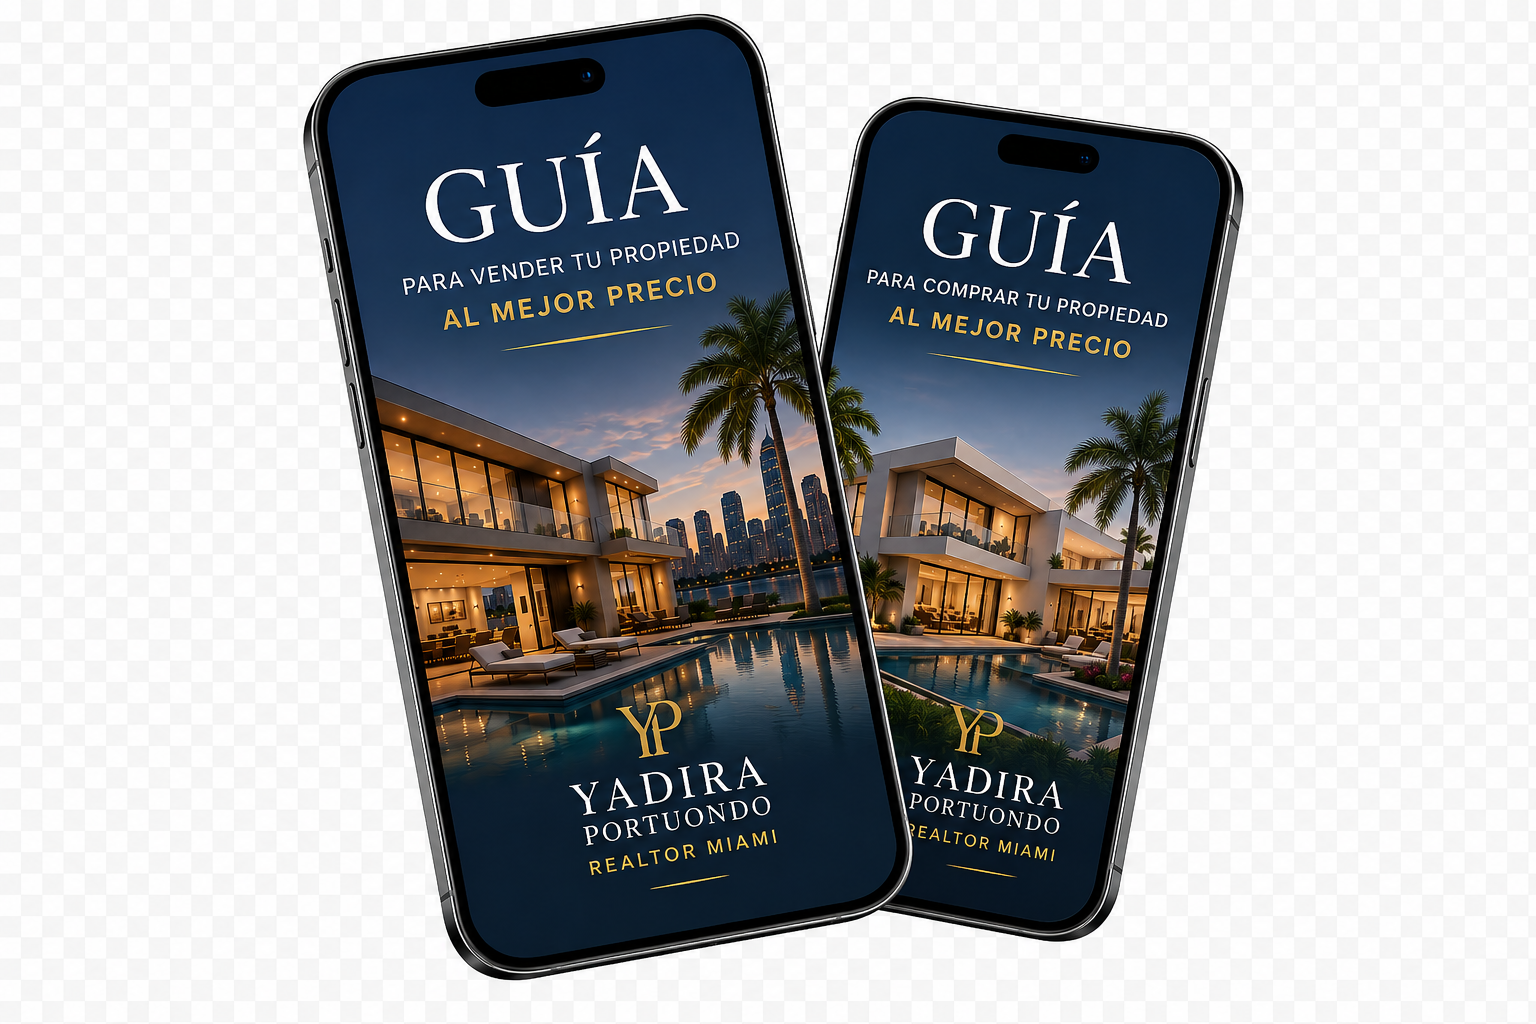 GUÍA
PARA VENDER TU PROPIEDAD
AL MEJOR PRECIO
YP
YADIRA
PORTUONDO
REALTOR MIAMI
GUÍA
PARA COMPRAR TU PROPIEDAD
AL MEJOR PRECIO
YP
YADIRA
PORTUONDO
REALTOR MIAMI